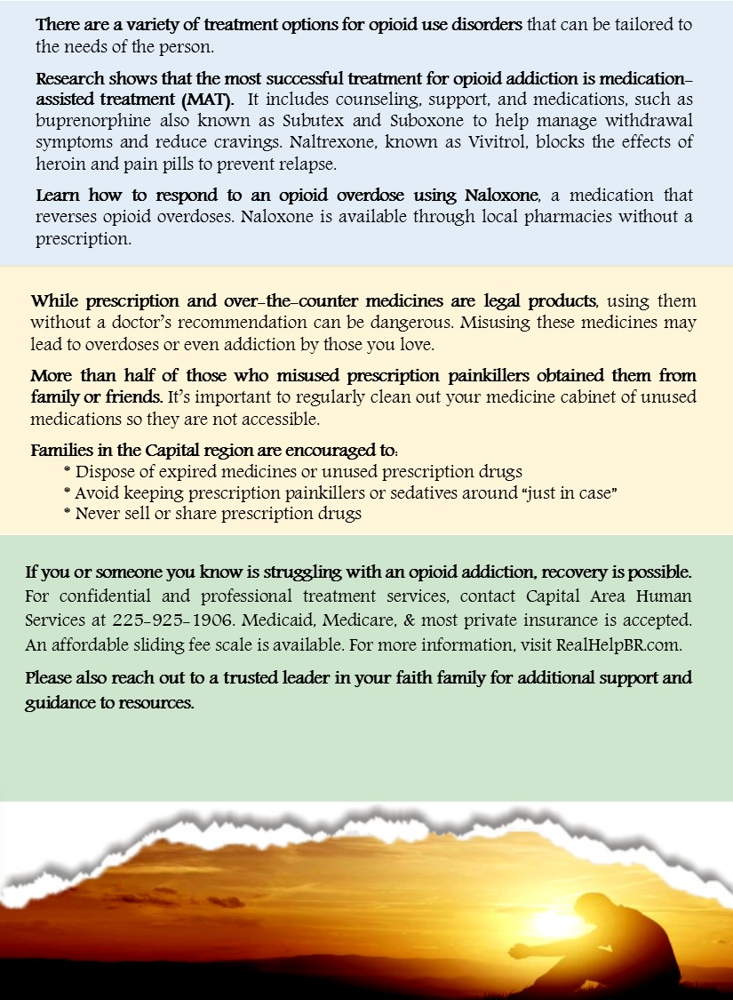 There are a variety of treatment options for opioid use disorders that can be tailored to
the needs of the person.
Research shows that the most successful treatment for opioid addiction is medication-
assisted treatment (MAT). It includes counseling, support, and medications, such as
buprenorphine also known as Subutex and Suboxone to help manage withdrawal
symptoms and reduce cravings. Naltrexone, known as Vivitrol, blocks the effects of
heroin and pain pills to prevent relapse.
Learn how to respond to an opioid overdose using Naloxone, a medication that
reverses opioid overdoses. Naloxone is available through local pharmacies without a
prescription.
While prescription and over-the-counter medicines are legal products, using them
without a doctor's recommendation can be dangerous. Misusing these medicines may
lead to overdoses or even addiction by those you love.
More than half of those who misused prescription painkillers obtained them from
family or friends. It's important to regularly clean out your medicine cabinet of unused
medications so they are not accessible.
Families in the Capital region are encouraged to:
* Dispose of expired medicines or unused prescription drugs
* Avoid keeping prescription painkillers or sedatives around “just in case”
* Never sell or share prescription drugs
If you or someone you know is struggling with an opioid addiction, recovery is possible.
For confidential and professional treatment services, contact Capital Area Human
Services at 225-925-1906. Medicaid, Medicare, & most private insurance is accepted.
An affordable sliding fee scale is available. For more information, visit RealHelpBR.com.
Please also reach out to a trusted leader in your faith family for additional support and
guidance to resources.